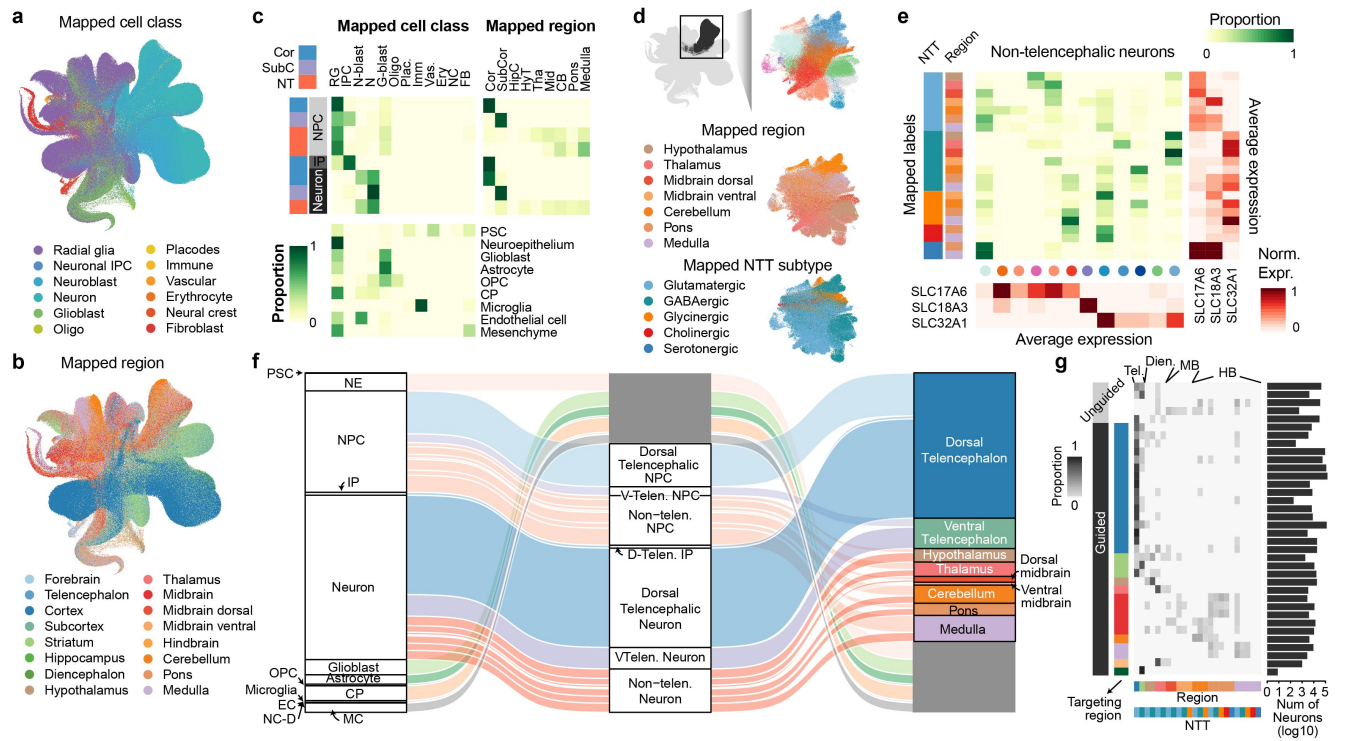 a
Mapped cell class
Radial glia
Neuronal IPC
Neuroblast
Neuron
Glioblast
Oligo
Placodes
Immune
Vascular
Erythrocyte
Neural crest
Fibroblast
b
Mapped region
Forebrain
Telencephalon
Cortex
Subcortex
Striatum
Hippocampus
Diencephalon
Hypothalamus
Thalamus
Midbrain
Midbrain dorsal
Midbrain ventral
Hindbrain
Cerebellum
Pons
Medulla
c
Mapped cell class
Mapped region
Cor
SubC
NT
RG
IPC
N-blast
N
G-blast
Oligo
Plac.
Imm
Vas.
Ery
NC
FB
Cor
SubCor
HipC
HyT
Tha
Mid
CB
Pons
Medulla
NPC
IP
Neuron
PSC
Neuroepithelium
Glioblast
Astrocyte
OPC
CP
Microglia
Endothelial cell
Mesenchyme
Proportion
1
0
d
Mapped region
Hypothalamus
Thalamus
Midbrain dorsal
Midbrain ventral
Cerebellum
Pons
Medulla
Mapped NTT subtype
Glutamatergic
GABAergic
Glycinergic
Cholinergic
Serotonergic
e
NTT
Region
Non-telencephalic neurons
Proportion
0 1
Mapped labels
Average expression
SLC17A6
SLC18A3
SLC32A1
Average expression
SLC17A6
SLC18A3
SLC32A1
Norm.
Expr.
1
0
f
PSC
NE
NPC
IP
Neuron
Glioblast
OPC
Astrocyte
Microglia
CP
EC
NC-D
MC
Dorsal
Telencephalic
NPC
V-Telen. NPC
Non-telen.
NPC
D-Telen. IP
Dorsal
Telencephalic
Neuron
VTelen. Neuron
Non-telen.
Neuron
Dorsal
Telencephalon
Ventral
Telencephalon
Hypothalamus
Thalamus
Dorsal
midbrain
Cerebellum
Ventral
midbrain
Pons
Medulla
g
Tel.
Dien.
MB
HB
Unguided
Guided
Proportion
1
0
Targeting
region
Region
NTT
0 1 2 3 4 5
Num of
Neurons
(log10)